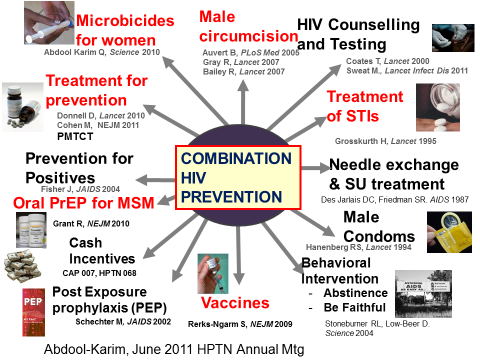 Microbicides
for women
Abdool Karim Q, Science 2010
Male
circumcision
Auvert B, PLoS Med 2005
Gray R, Lancet 2007
Bailey R, Lancet 2007
HIV Counselling
and Testing
Coates T, Lancet 2000
Sweat M., Lancet Infect Dis 2011
Treatment for
prevention
Donnell D, Lancet 2010
Cohen M, NEJM 2011
PMTCT
Treatment
of STIs
Grosskurth H, Lancet 1995
Prevention for
Positives
Fisher J, JAIDS 2004
COMBINATION
HIV
PREVENTION
Needle exchange
& SU treatment
Des Jarlais DC, Friedman SR. AIDS 1987
Oral PrEP for MSM
Grant R, NEJM 2010
Male
Condoms
Hanenberg RS, Lancet 1994
Cash
Incentives
CAP 007, HPTN 068
Behavioral
Intervention
- Abstinence
- Be Faithful
Stoneburner RL, Low-Beer D.
Science 2004
AIDS
PEP
Post Exposure
prophylaxis (PEP)
Schechter M, JAIDS 2002
Vaccines
Rerks-Ngarm S, NEJM 2009
Abdool-Karim, June 2011 HPTN Annual Mtg